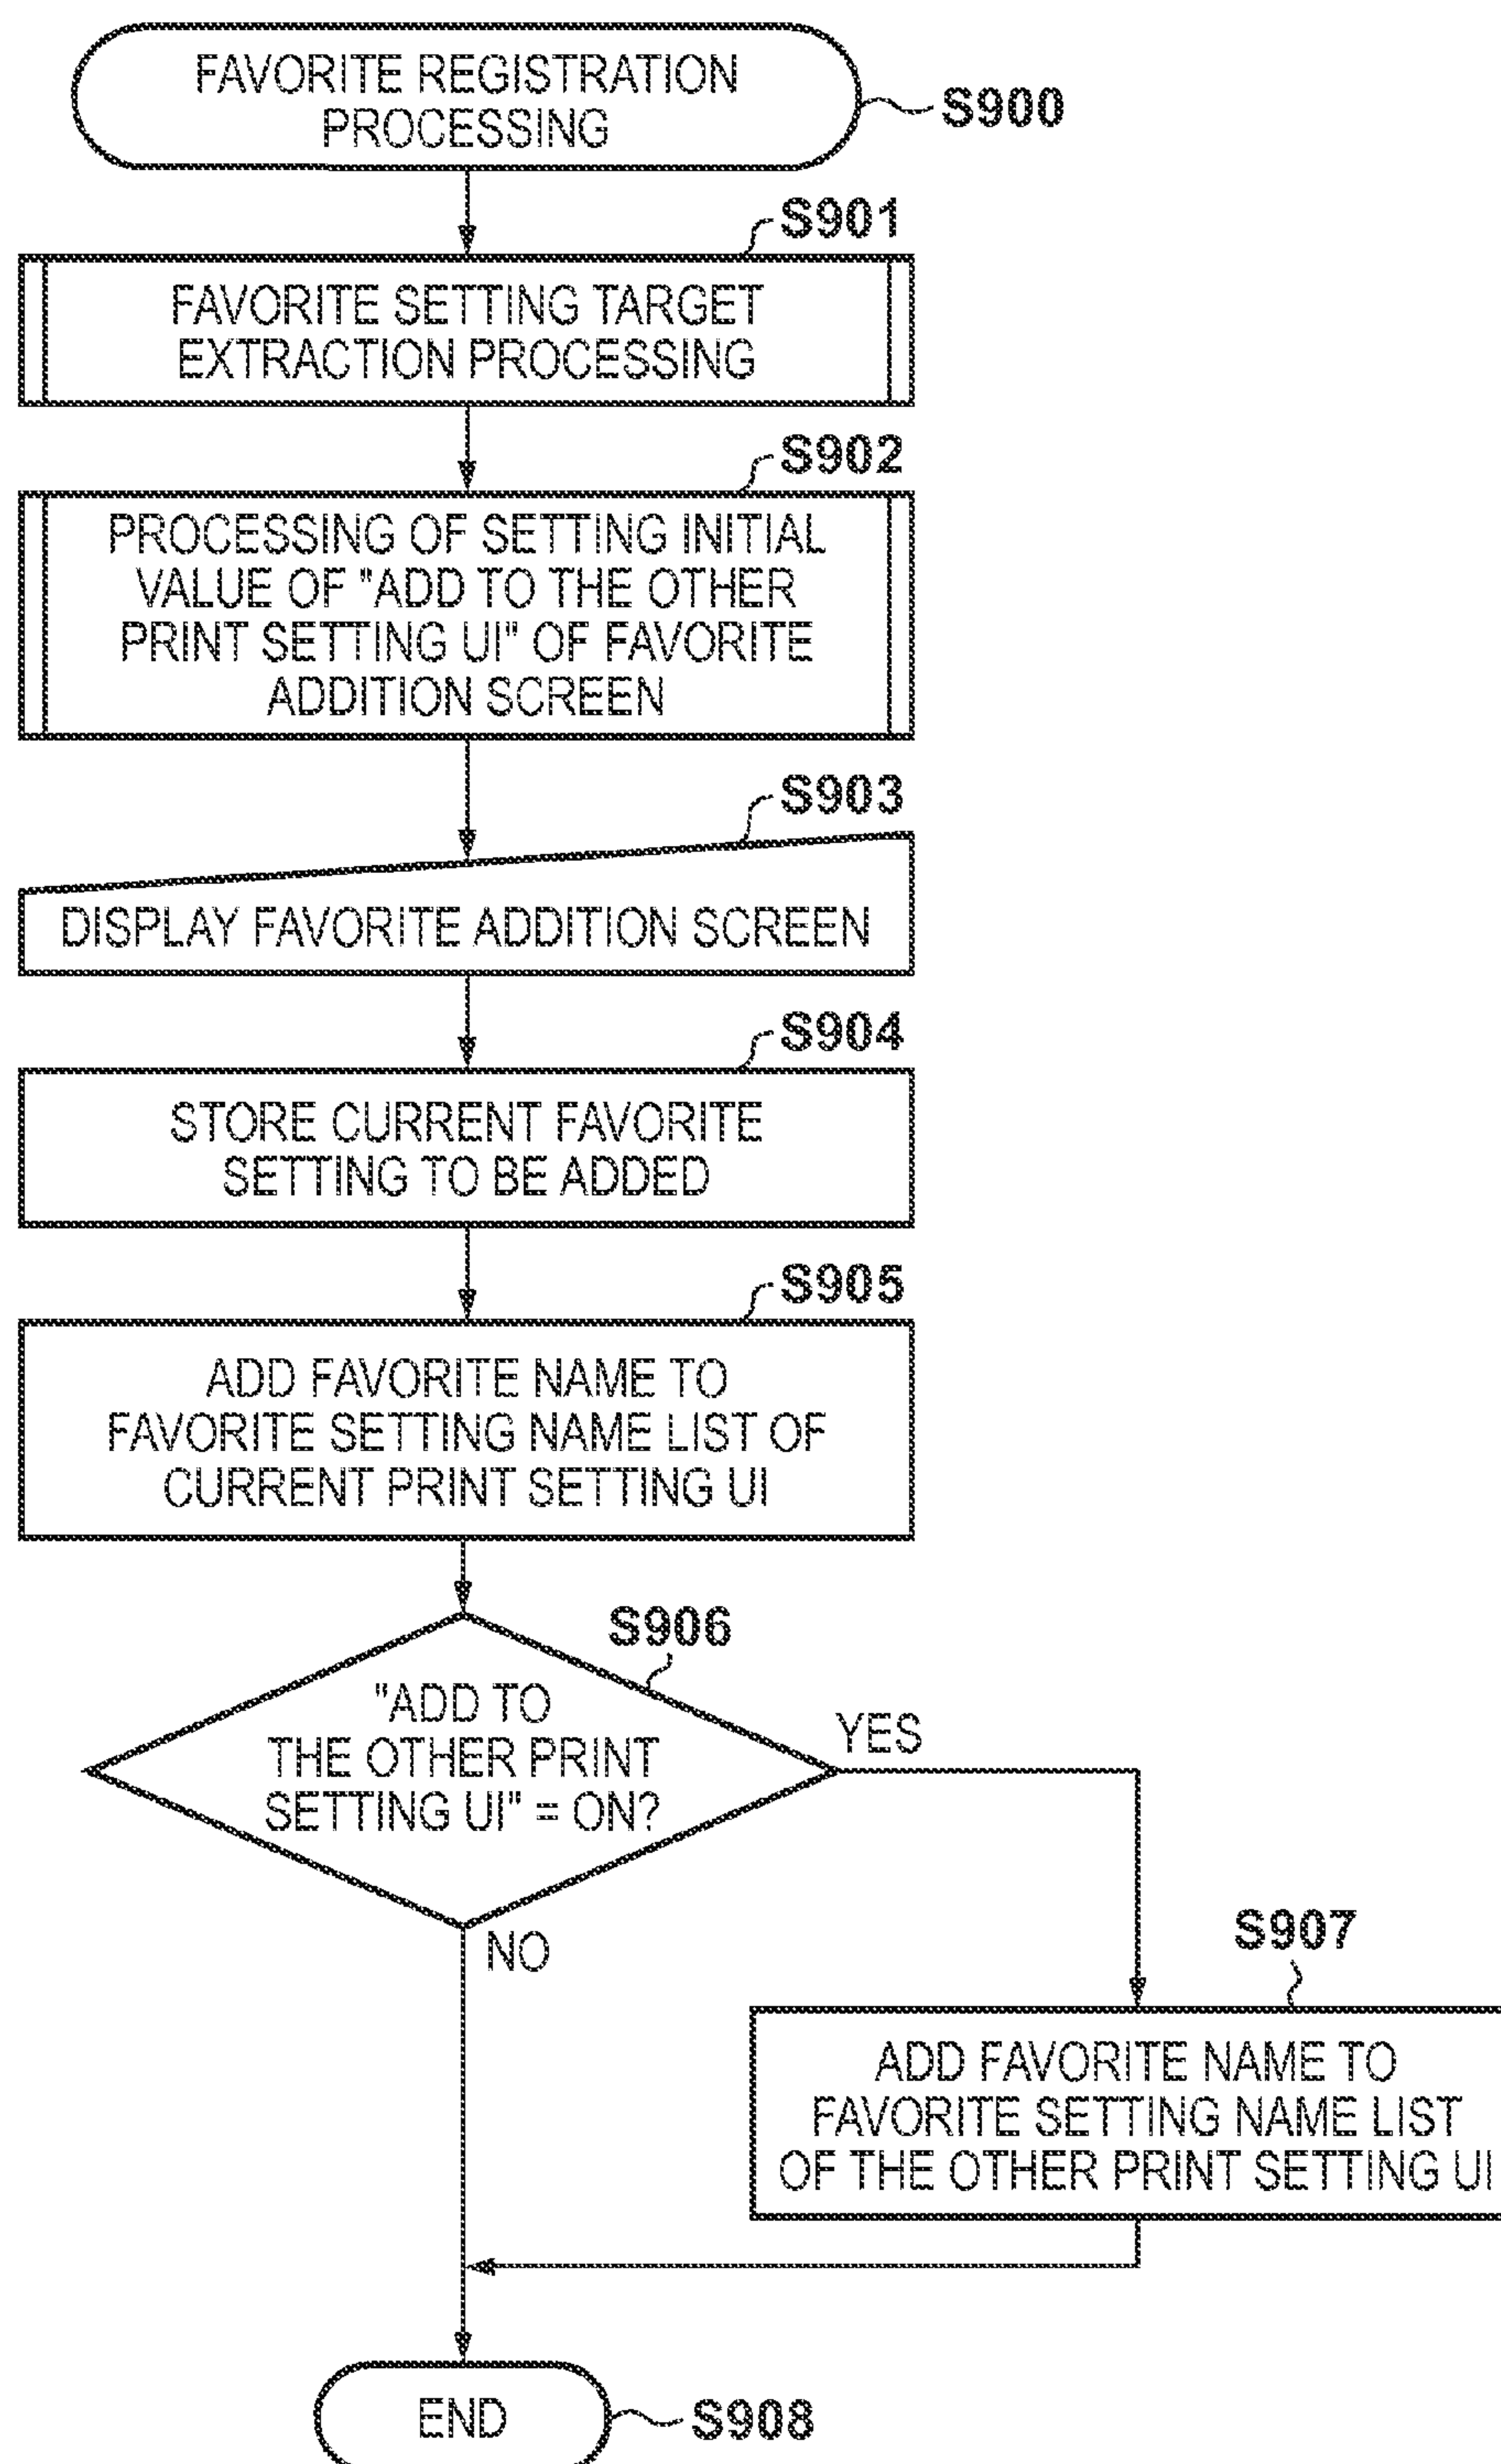 FAVORITE REGISTRATION
PROCESSING
S900
S901
FAVORITE SETTING TARGET
EXTRACTION PROCESSING
S902
PROCESSING OF SETTING INITIAL
VALUE OF "ADD TO THE OTHER
PRINT SETTING UI" OF FAVORITE
ADDITION SCREEN
S903
DISPLAY FAVORITE ADDITION SCREEN
S904
STORE CURRENT FAVORITE
SETTING TO BE ADDED
S905
ADD FAVORITE NAME TO
FAVORITE SETTING NAME LIST OF
CURRENT PRINT SETTING UI
S906
"ADD TO
THE OTHER PRINT
SETTING UI" = ON?
YES
NO
S907
ADD FAVORITE NAME TO
FAVORITE SETTING NAME LIST
OF THE OTHER PRINT SETTING UI
END
S908